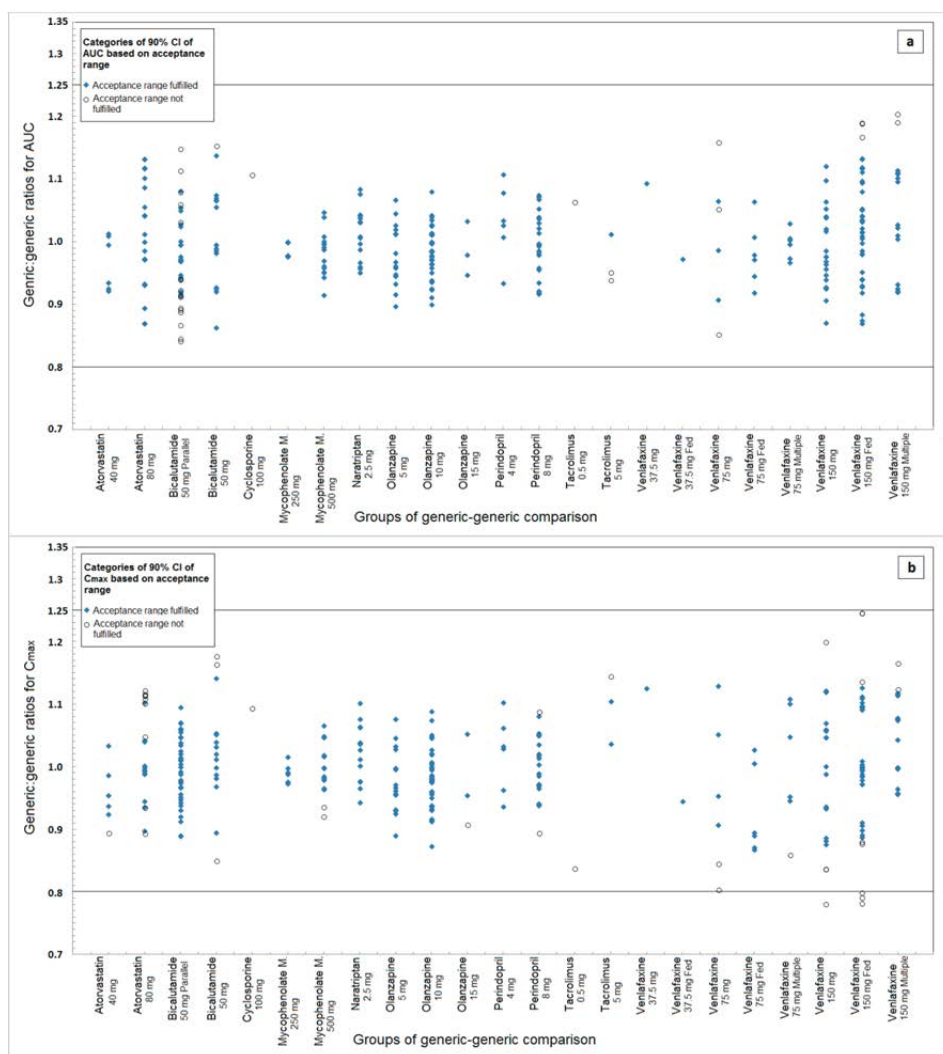 1.35
a
Categories of 90% CI of
AUC based on acceptance
range
Acceptance range fulfilled
Acceptance range not
fulfilled
1.3
1.25
1.2
1.1
1.0
0.9
0.8
0.7
Genric:generic ratios for AUC
Atorvastatin
40 mg
Atorvastatin
80 mg
Bicalutamide
50 mg Parallel
Bicalutamide
50 mg
Cyclosporine
100 mg
Mycophenolate M.
250 mg
Mycophenolate M.
500 mg
Naratriptan
2.5 mg
Olanzapine
5 mg
Olanzapine
10 mg
Olanzapine
15 mg
Perindopril
4 mg
Perindopril
8 mg
Tacrolimus
0.5 mg
Tacrolimus
5 mg
Venlafaxine
37.5 mg
Venlafaxine
37.5 mg Fed
Venlafaxine
75 mg
Venlafaxine
75 mg Fed
Venlafaxine
75 mg Multiple
Venlafaxine
150 mg
Venlafaxine
150 mg Fed
Venlafaxine
150 mg Multiple
Groups of generic-generic comparison
1.35
b
Categories of 90% CI of
Cmax based on acceptance
range
Acceptance range fulfilled
Acceptance range not
fulfilled
1.3
1.25
1.2
1.1
1.0
0.9
0.8
0.7
Generic:generic ratios for Cmax
Atorvastatin
40 mg
Atorvastatin
80 mg
Bicalutamide
50 mg Parallel
Bicalutamide
50 mg
Cyclosporine
100 mg
Mycophenolate M.
250 mg
Mycophenolate M.
500 mg
Naratriptan
2.5 mg
Olanzapine
5 mg
Olanzapine
10 mg
Olanzapine
15 mg
Perindopril
4 mg
Perindopril
8 mg
Tacrolimus
0.5 mg
Tacrolimus
5 mg
Venlafaxine
37.5 mg
Venlafaxine
37.5 mg Fed
Venlafaxine
75 mg
Venlafaxine
75 mg Fed
Venlafaxine
75 mg Multiple
Venlafaxine
150 mg
Venlafaxine
150 mg Fed
Venlafaxine
150 mg Multiple
Groups of generic-generic comparison